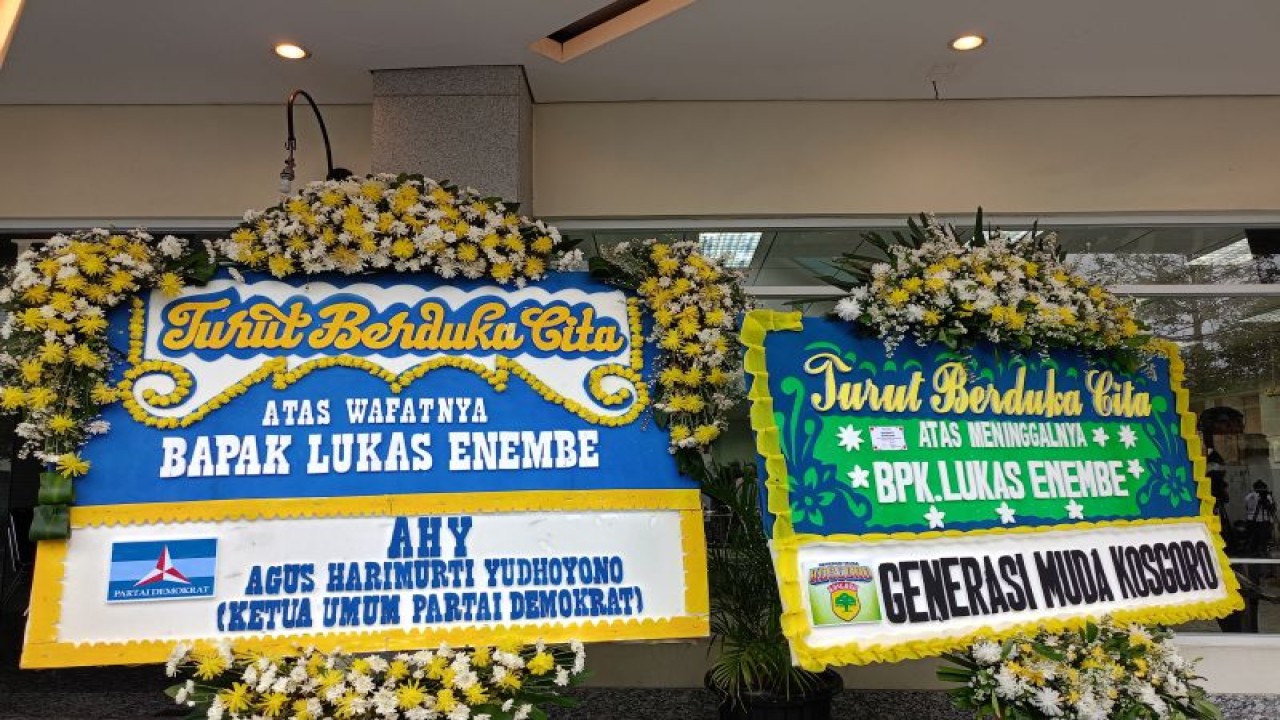 Turut Berduka Cita
ATAS WAFATNYA
BAPAK LUKAS ENEMBE
AHY
AGUS HARIMURTI YUDHOYONO
(KETUA UMUM PARTAI DEMOKRAT)
PARTAI DEMOKRAT
Turut Berduka Cita
ATAS MENINGGALNYA
BPK.LUKAS ENEMBE
GENERASI MUDA KOSGORO